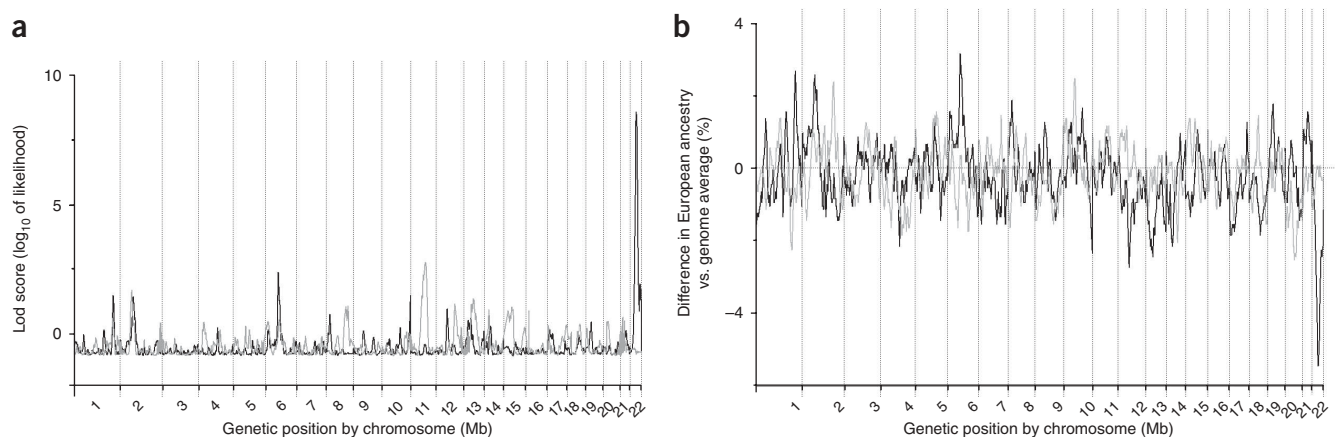 a
Lod score (log10 of likelihood)
10
5
0
1 2 3 4 5 6 7 8 9 10 11 12 13 14 15 16 17 18 19 20 21 22
Genetic position by chromosome (Mb)
b
Difference in European ancestry
vs. genome average (%)
4
0
−4
1 2 3 4 5 6 7 8 9 10 11 12 13 14 15 16 17 18 19 20 21 22
Genetic position by chromosome (Mb)